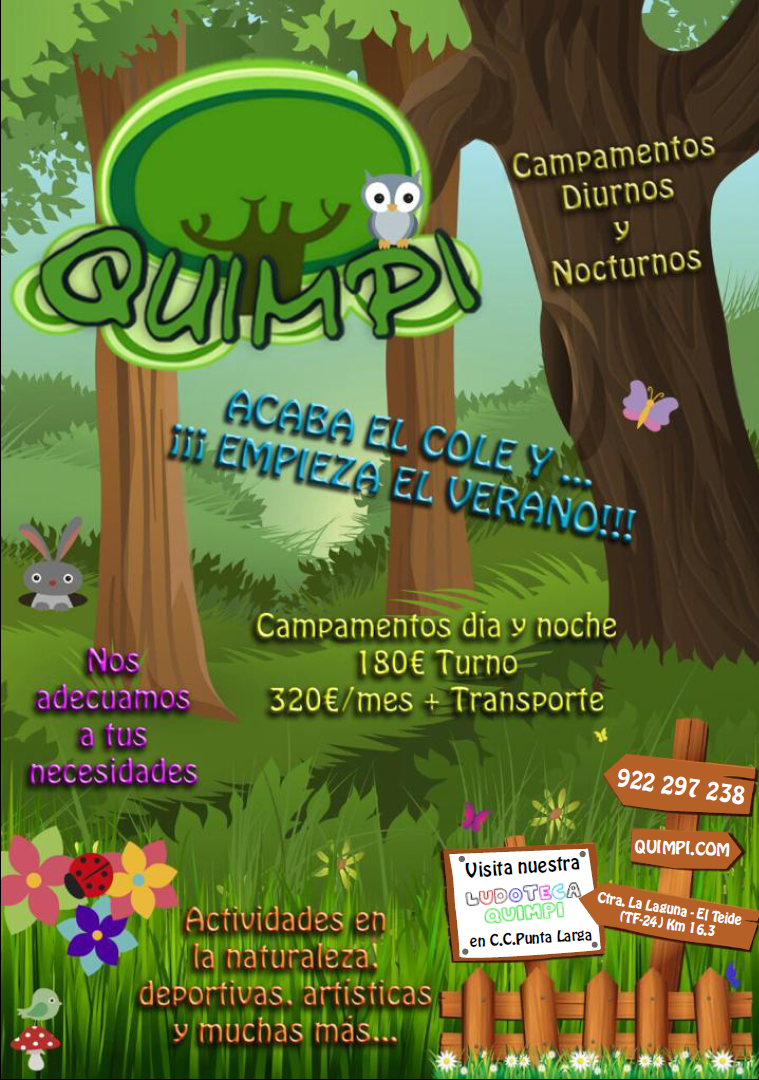 QUIMPI
Campamentos
Diurnos
y
Nocturnos
ACABA EL COLE Y ...
¡¡¡ EMPIEZA EL VERANO!!!
Campamentos día y noche
180€ Turno
320€/mes + Transporte
Nos
adecuamos
a tus
necesidades
922 297 238
QUIMPI.COM
Ctra. La Laguna - El Teide
(TF-24) Km 16.3
Visita nuestra
LUDOTECA
QUIMPI
en C.C.Punta Larga
Actividades en
la naturaleza,
deportivas, artísticas
y muchas más...